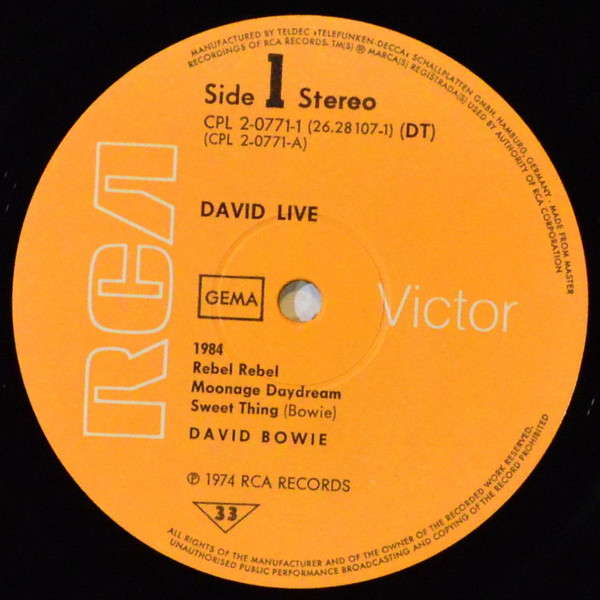 MANUFACTURED BY TELDEC »TELEFUNKEN-DECCA« SCHALLPLATTEN GMBH, HAMBURG, GERMANY · MADE FROM MASTER
RECORDINGS OF RCA RECORDS. TM(S) ® MARCA(S) REGISTRADA(S) USED BY AUTHORITY OF RCA CORPORATION
Side 1 Stereo
CPL 2-0771-1 (26.28107-1) (DT)
(CPL 2-0771-A)
RCA
DAVID LIVE
GEMA
Victor
1984
Rebel Rebel
Moonage Daydream
Sweet Thing (Bowie)
DAVID BOWIE
℗ 1974 RCA RECORDS
33
ALL RIGHTS OF THE MANUFACTURER AND OF THE OWNER OF THE RECORDED WORK RESERVED.
UNAUTHORISED PUBLIC PERFORMANCE BROADCASTING AND COPYING OF THE RECORD PROHIBITED